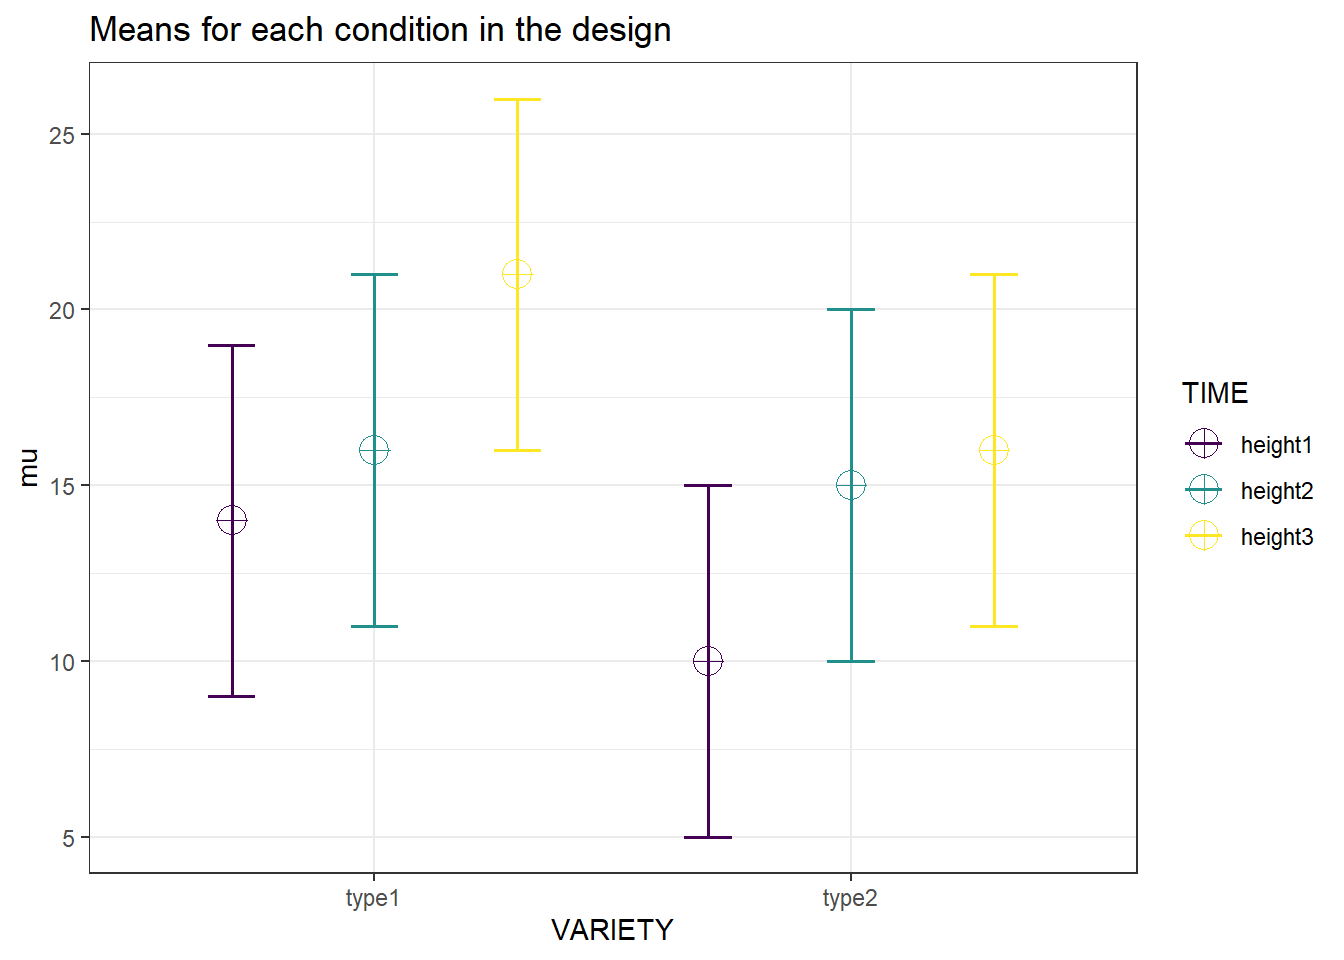 Means for each condition in the design
25
20
15
10
5
mu
type1
type2
VARIETY
TIME
height1
height2
height3